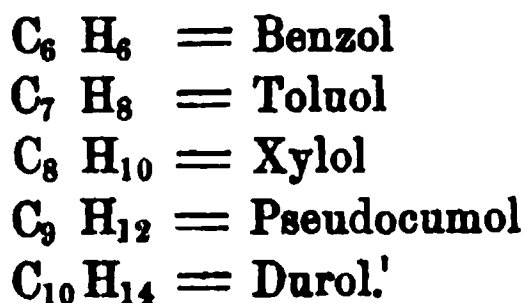 C₆ H₆ = Benzol
C₇ H₈ = Toluol
C₈ H₁₀ = Xylol
C₉ H₁₂ = Pseudocumol
C₁₀ H₁₄ = Durol.'